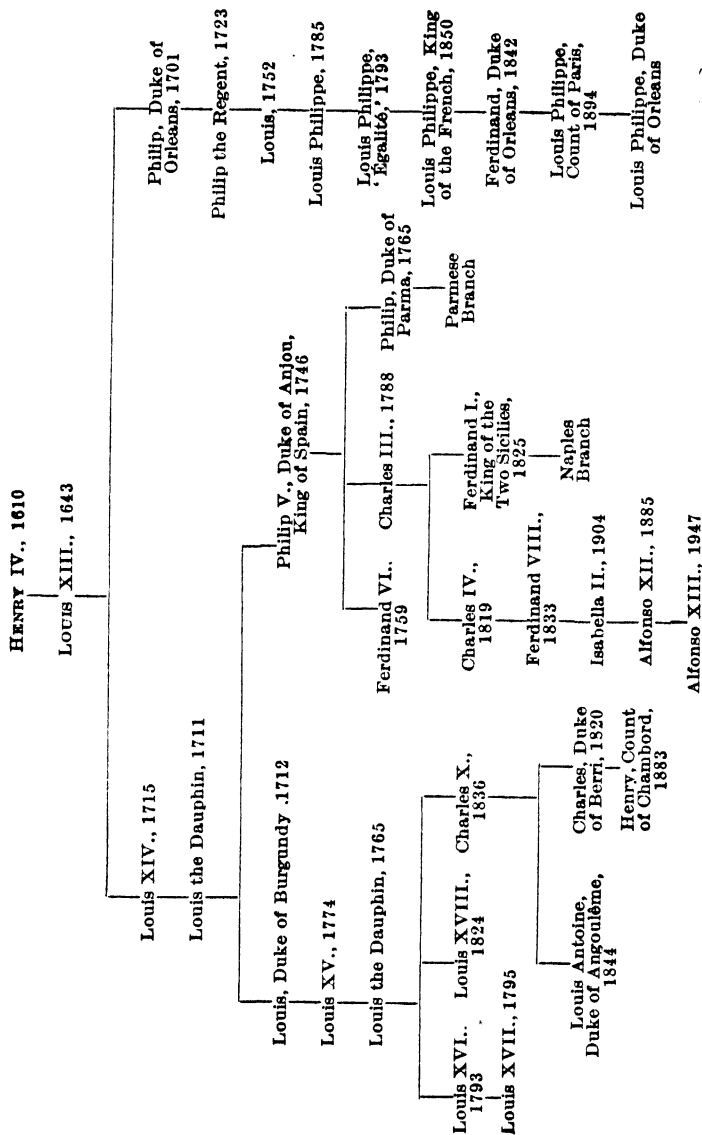 HENRY IV., 1610
LOUIS XIII., 1643
Louis XIV., 1715
Louis the Dauphin, 1711
Louis, Duke of Burgundy .1712
Louis XV., 1774
Louis the Dauphin, 1765
Louis XVI..
1793
Louis XVII., 1795
Louis XVIII.,
1824
Charles X.,
1836
Louis Antoine,
Duke of Angoulême,
1844
Charles, Duke
of Berri, 1820
Henry, Count
of Chambord,
1883
Philip V., Duke of Anjou,
King of Spain, 1746
Ferdinand VI..
1759
Charles III., 1788
Philip, Duke of
Parma, 1765
Parmese
Branch
Charles IV.,
1819
Ferdinand VIII.,
1833
Isabella II., 1904
Alfonso XII., 1885
Alfonso XIII., 1947
Ferdinand I.,
King of the
Two Sicilies,
1825
Naples
Branch
Philip, Duke of
Orleans, 1701
Philip the Regent, 1723
Louis, 1752
Louis Philippe, 1785
Louis Philippe,
'Égalité,' 1793
Louis Philippe, King
of the French, 1850
Ferdinand, Duke
of Orleans, 1842
Louis Philippe,
Count of Paris,
1894
Louis Philippe, Duke
of Orleans